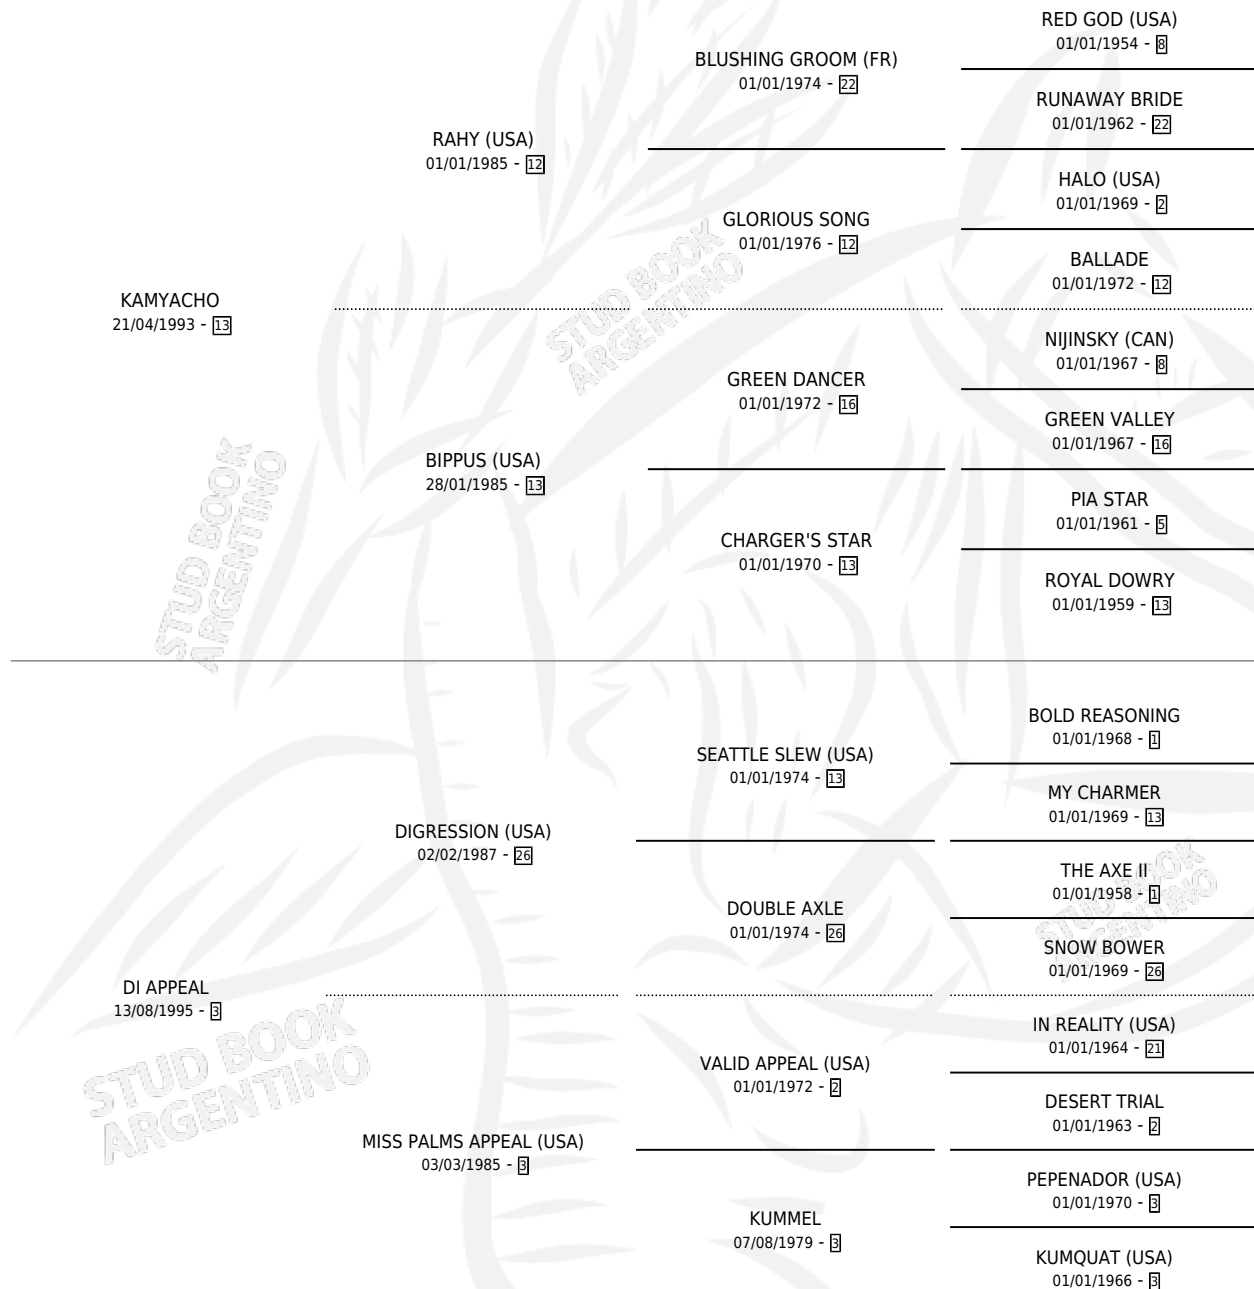 RED GOD (USA)
01/01/1954 - 8
BLUSHING GROOM (FR)
01/01/1974 - 22
RUNAWAY BRIDE
01/01/1962 - 22
RAHY (USA)
01/01/1985 - 12
HALO (USA)
01/01/1969 - 2
GLORIOUS SONG
01/01/1976 - 12
BALLADE
01/01/1972 - 12
KAMYACHO
21/04/1993 - 13
STUD BOOK
ARGENTINO
NIJINSKY (CAN)
01/01/1967 - 8
GREEN DANCER
01/01/1972 - 16
GREEN VALLEY
01/01/1967 - 16
BIPPUS (USA)
28/01/1985 - 13
PIA STAR
01/01/1961 - 5
CHARGER'S STAR
01/01/1970 - 13
ROYAL DOWRY
01/01/1959 - 13
STUD BOOK
ARGENTINO
BOLD REASONING
01/01/1968 - 1
SEATTLE SLEW (USA)
01/01/1974 - 13
MY CHARMER
01/01/1969 - 13
DIGRESSION (USA)
02/02/1987 - 26
THE AXE II
01/01/1958 - 1
DOUBLE AXLE
01/01/1974 - 26
SNOW BOWER
01/01/1969 - 26
STUD BOOK
ARGENTINO
DI APPEAL
13/08/1995 - 3
IN REALITY (USA)
01/01/1964 - 21
VALID APPEAL (USA)
01/01/1972 - 2
DESERT TRIAL
01/01/1963 - 2
STUD BOOK
ARGENTINO
MISS PALMS APPEAL (USA)
03/03/1985 - 3
PEPENADOR (USA)
01/01/1970 - 3
KUMMEL
07/08/1979 - 3
KUMQUAT (USA)
01/01/1966 - 3